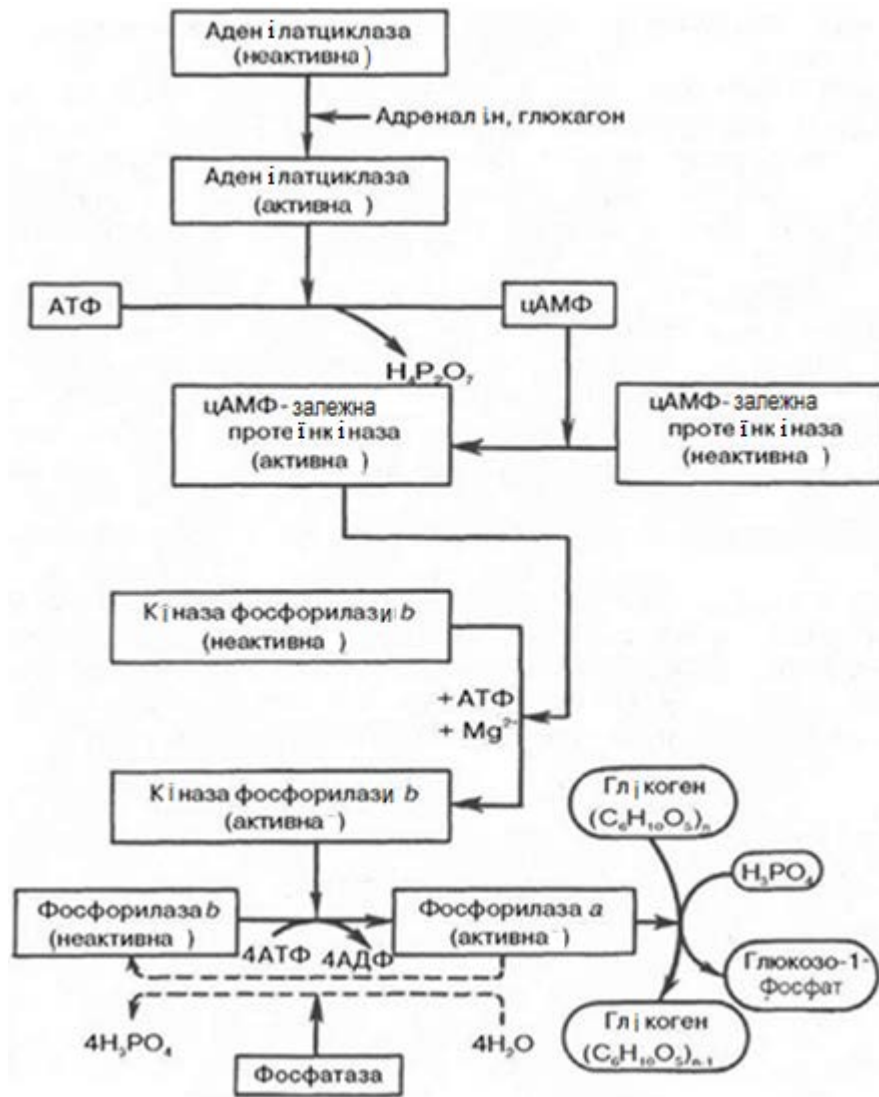 Аденілатциклаза
(неактивна )
Адреналін, глюкагон
Аденілатциклаза
(активна )
АТФ
цАМФ
H₄P₂O₇
цАМФ-залежна
протеїнкіназа
(активна )
цАМФ-залежна
протеїнкіназа
(неактивна )
Кіназа фосфорилази b
(неактивна )
+ АТФ
+ Mg²⁺
Кіназа фосфорилази b
(активна )
Глікоген
(C₆H₁₀O₅)ₙ
H₃PO₄
Фосфорилаза b
(неактивна )
4АТФ
4АДФ
Фосфорилаза a
(активна )
Глюкозо-1-
Фосфат
4H₃PO₄
4H₂O
Глікоген
(C₆H₁₀O₅)ₙ₋₁
Фосфатаза